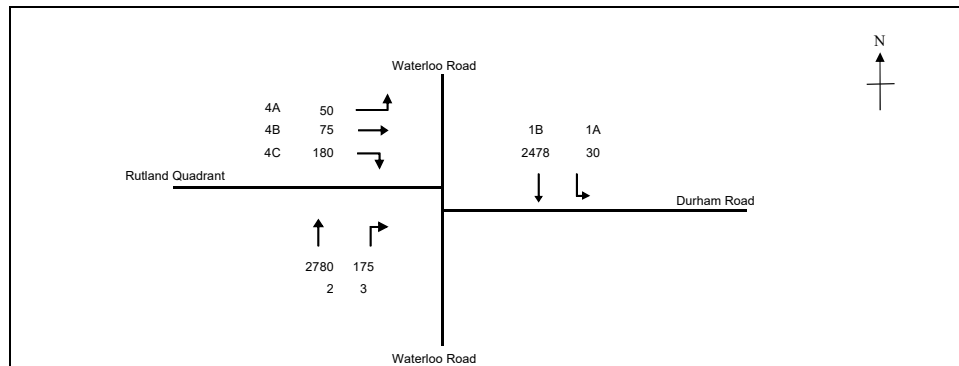 N
Waterloo Road
4A 50
4B 75
4C 180
1B 1A
2478 30
Rutland Quadrant
Durham Road
2780 175
2 3
Waterloo Road